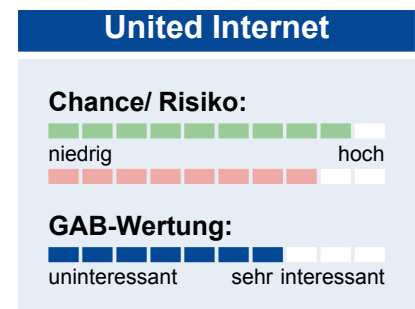 United Internet
Chance/ Risiko:
niedrig hoch
GAB-Wertung:
uninteressant sehr interessant